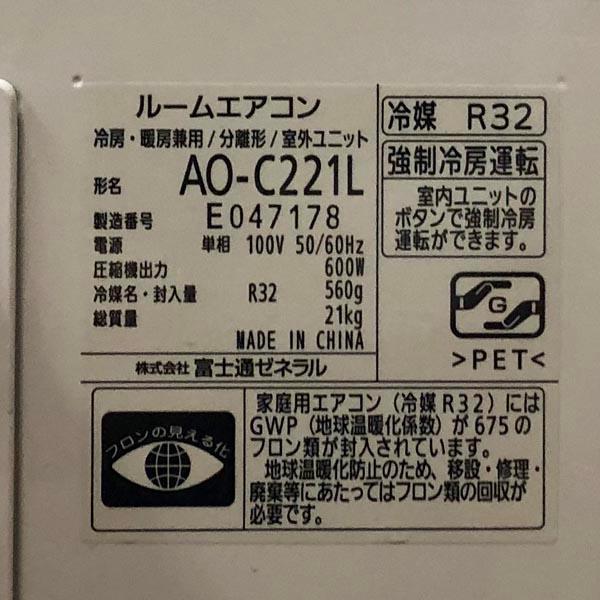 ルームエアコン
冷房・暖房兼用/分離形/室外ユニット
形名 AO-C221L
製造番号 E047178
電源 単相 100V 50/60Hz
圧縮機出力 600W
冷媒名・封入量 R32 560g
総質量 21kg
MADE IN CHINA
株式会社 富士通ゼネラル
冷媒 R32
強制冷房運転
室内ユニットの
ボタンで強制冷房
運転ができます。
G
>PET<
フロンの見える化
家庭用エアコン(冷媒R32)には
GWP(地球温暖化係数)が675の
フロン類が封入されています。
地球温暖化防止のため、移設・修理・
廃棄等にあたってはフロン類の回収が
必要です。